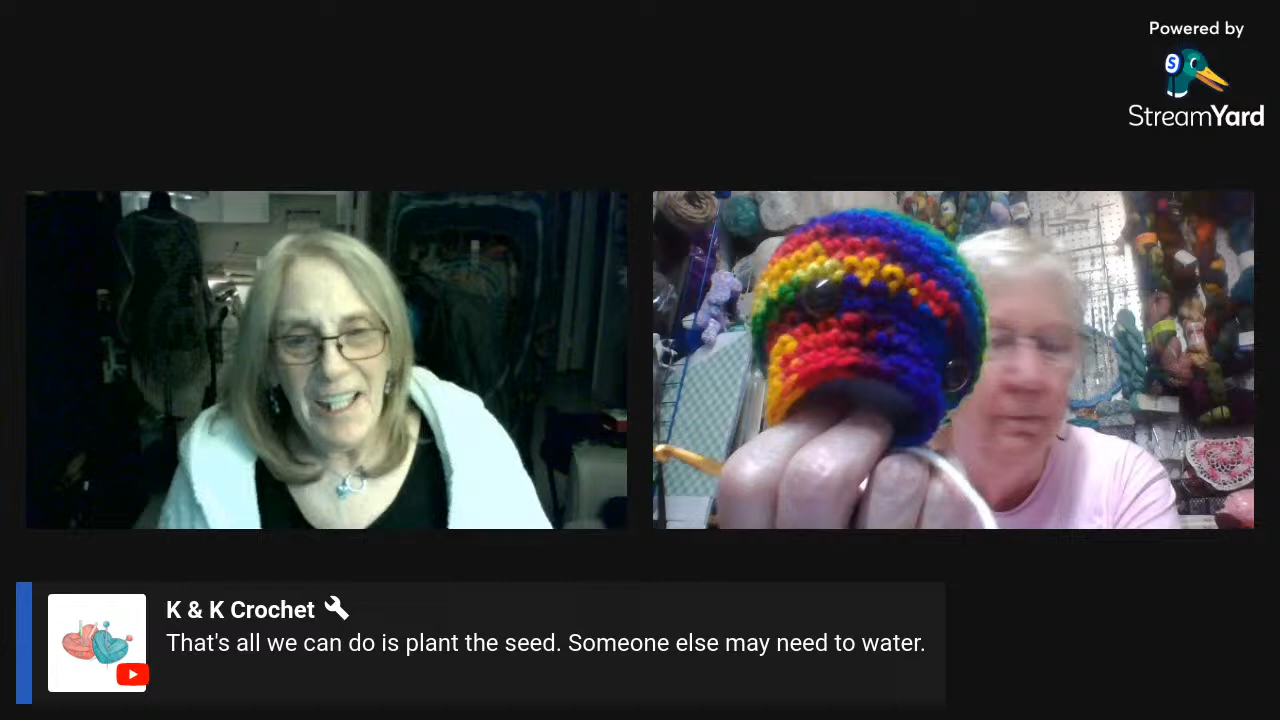 Powered by
S
StreamYard
K & K Crochet
That's all we can do is plant the seed. Someone else may need to water.